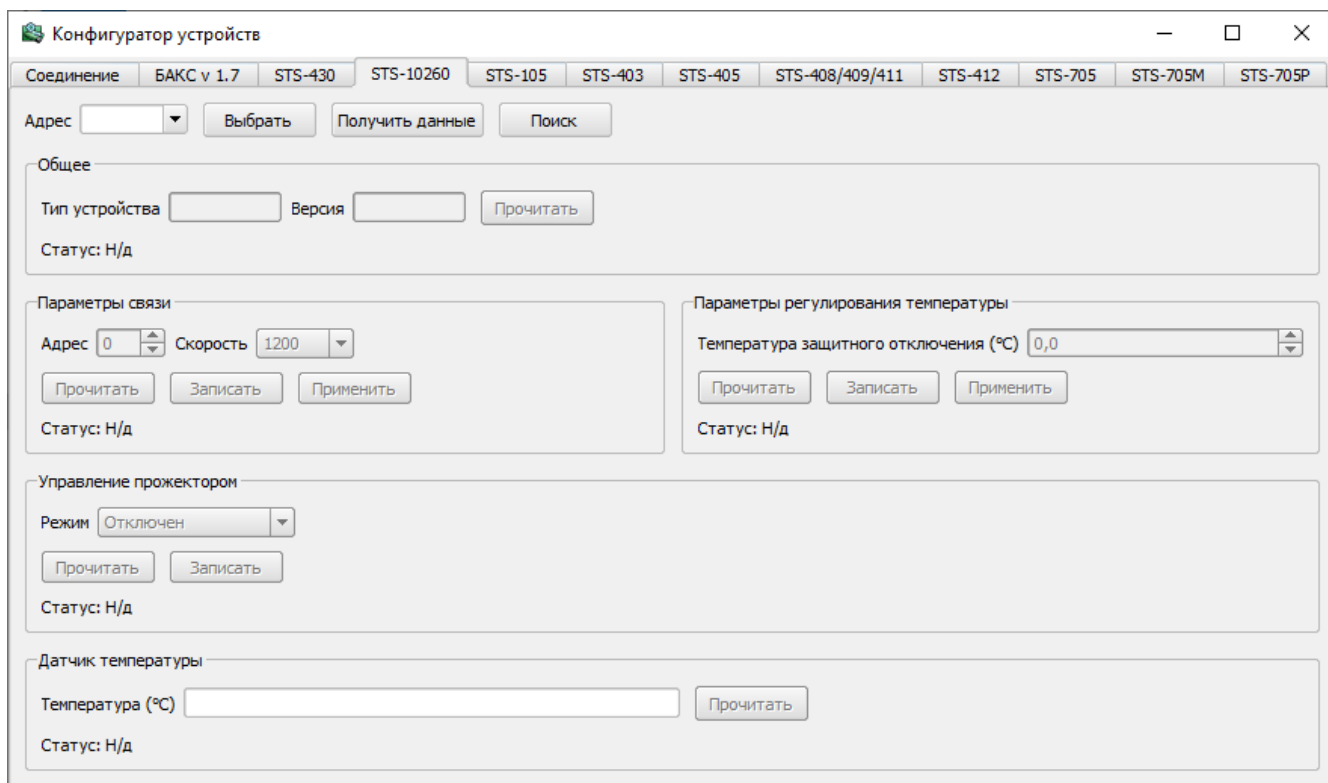 Конфигуратор устройств
Соединение БАКС v 1.7 STS-430 STS-10260 STS-105 STS-403 STS-405 STS-408/409/411 STS-412 STS-705 STS-705M STS-705P
Адрес Выбрать Получить данные Поиск
Общее
Тип устройства Версия Прочитать
Статус: Н/д
Параметры связи
Адрес 0 Скорость 1200
Прочитать Записать Применить
Статус: Н/д
Параметры регулирования температуры
Температура защитного отключения (°C) 0,0
Прочитать Записать Применить
Статус: Н/д
Управление прожектором
Режим Отключен
Прочитать Записать
Статус: Н/д
Датчик температуры
Температура (°C) Прочитать
Статус: Н/д